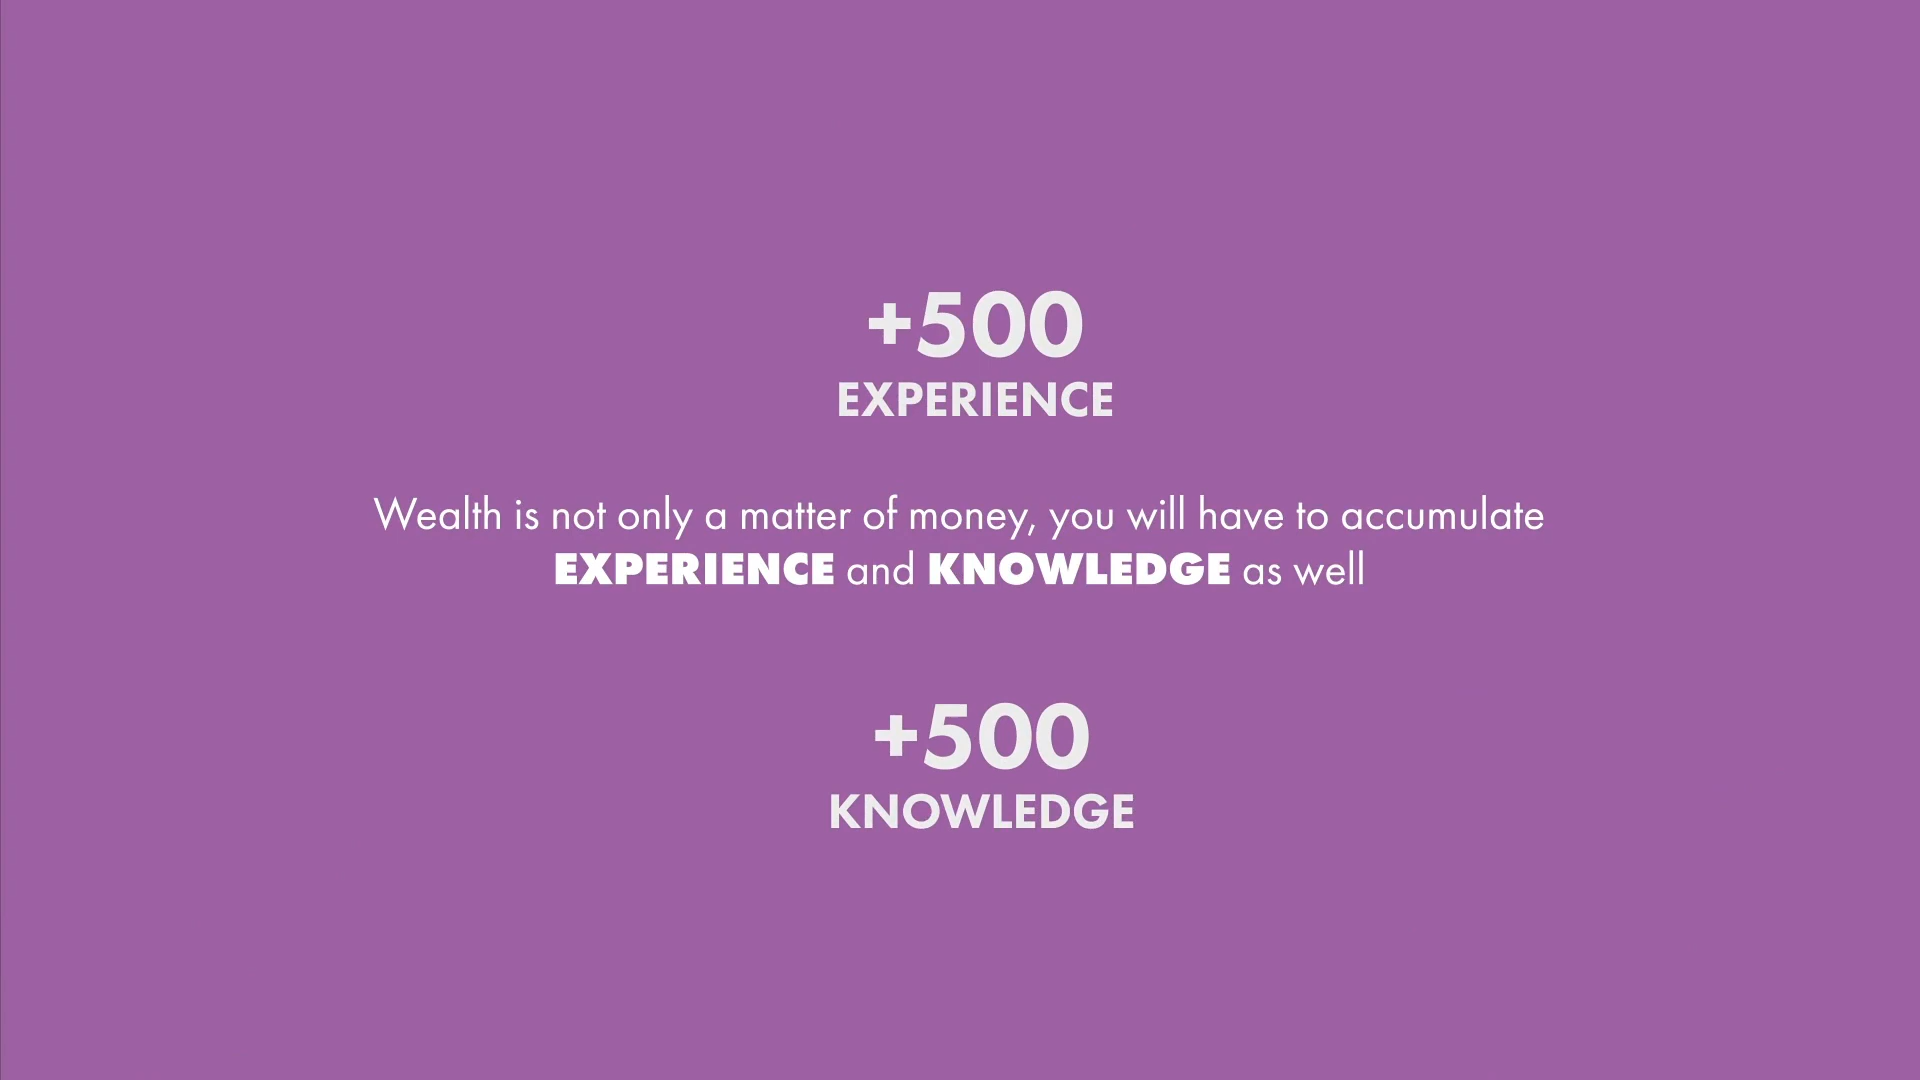 +500
EXPERIENCE
Wealth is not only a matter of money, you will have to accumulate
EXPERIENCE and KNOWLEDGE as well
+500
KNOWLEDGE